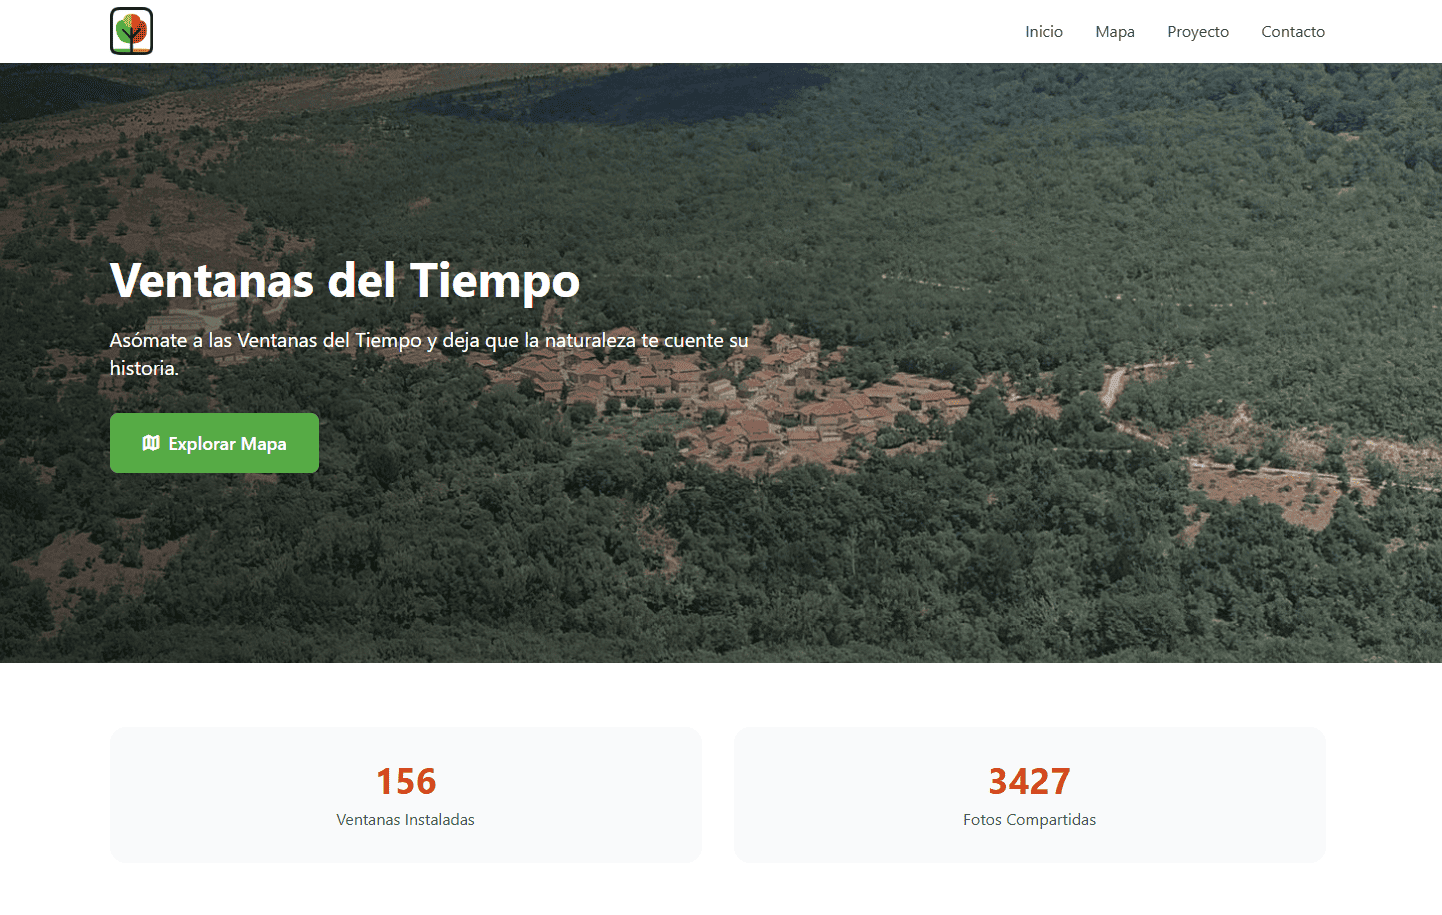 Inicio
Mapa
Proyecto
Contacto
Ventanas del Tiempo
Asómate a las Ventanas del Tiempo y deja que la naturaleza te cuente su
historia.
Explorar Mapa
156
Ventanas Instaladas
3427
Fotos Compartidas